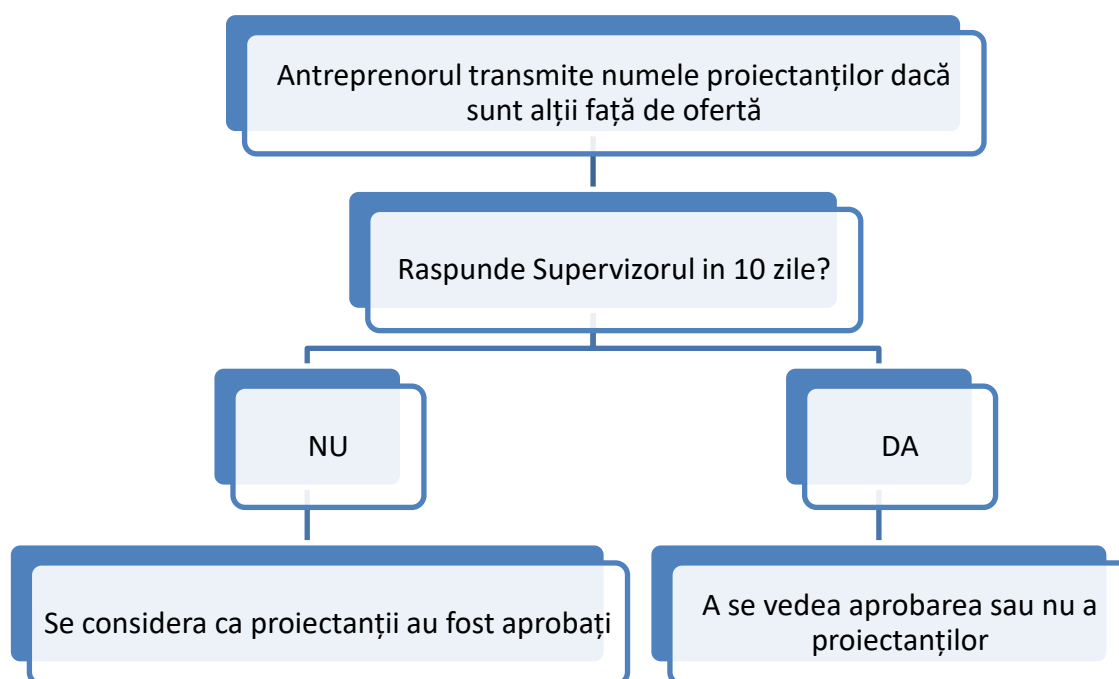 Antreprenorul transmite numele proiectanților dacă
sunt alții față de ofertă
Raspunde Supervizorul in 10 zile?
NU
DA
Se considera ca proiectanții au fost aprobați
A se vedea aprobarea sau nu a
proiectanților